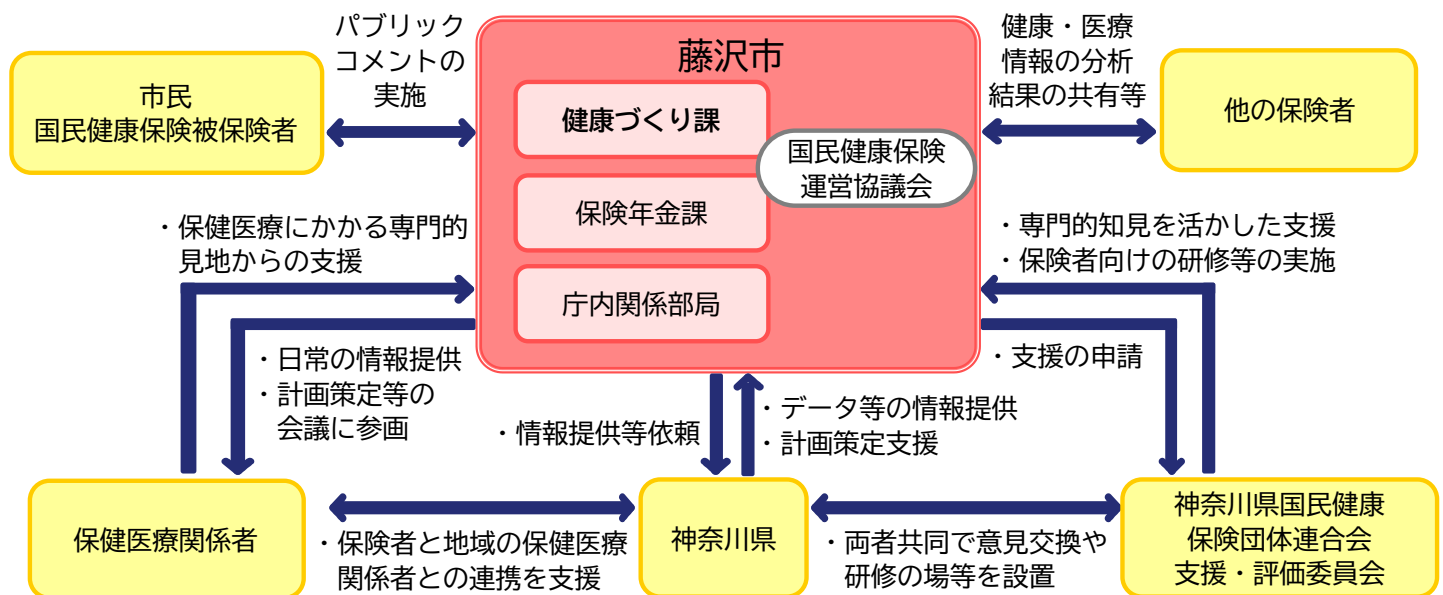 パブリック
コメントの
実施
藤沢市
健康・医療
情報の分析
結果の共有等
市民
国民健康保険被保険者
健康づくり課
他の保険者
国民健康保険
運営協議会
保険年金課
・保健医療にかかる専門的
見地からの支援
・専門的知見を活かした支援
・保険者向けの研修等の実施
庁内関係部局
・日常の情報提供
・計画策定等の
会議に参画
・支援の申請
・情報提供等依頼
・データ等の情報提供
・計画策定支援
保健医療関係者
・保険者と地域の保健医療
関係者との連携を支援
神奈川県
・両者共同で意見交換や
研修の場等を設置
神奈川県国民健康
保険団体連合会
支援・評価委員会